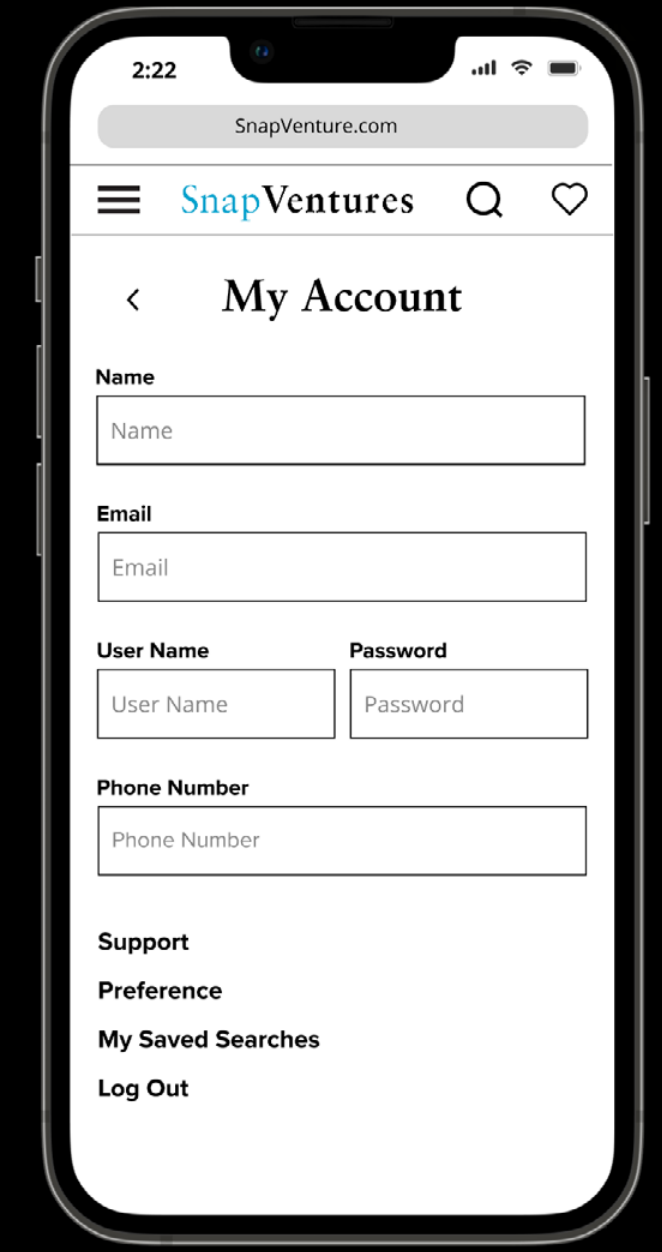 2:22
SnapVenture.com
SnapVentures
My Account
Name
Name
Email
Email
User Name Password
User Name Password
Phone Number
Phone Number
Support
Preference
My Saved Searches
Log Out